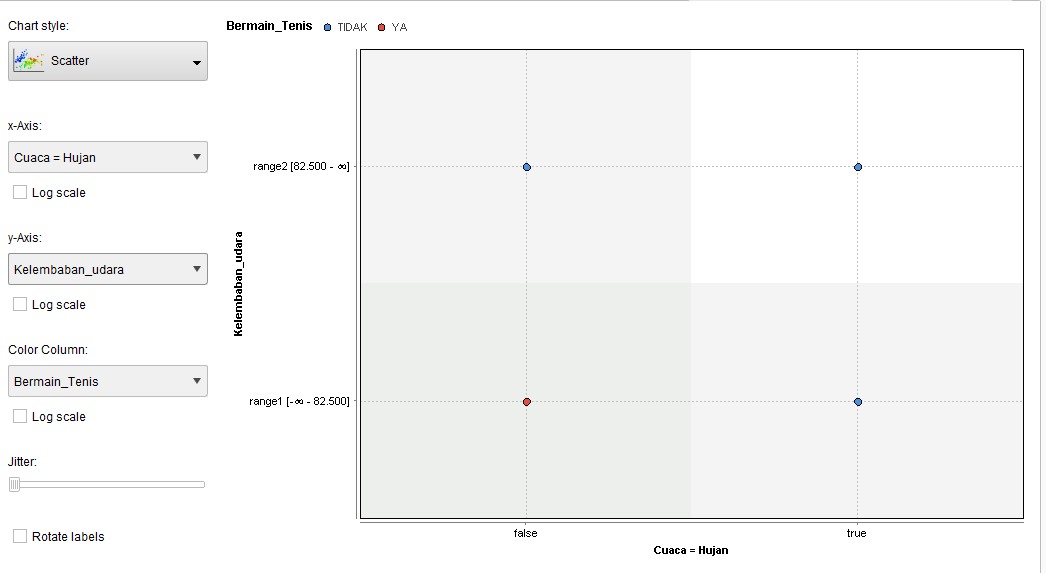 Chart style:
Scatter
x-Axis:
Cuaca = Hujan
Log scale
y-Axis:
Kelembaban_udara
Log scale
Color Column:
Bermain_Tenis
Log scale
Jitter:
Rotate labels
Bermain_Tenis TIDAK YA
range2 [82.500 - ∞]
Kelembaban_udara
range1 [-∞ - 82.500]
false true
Cuaca = Hujan